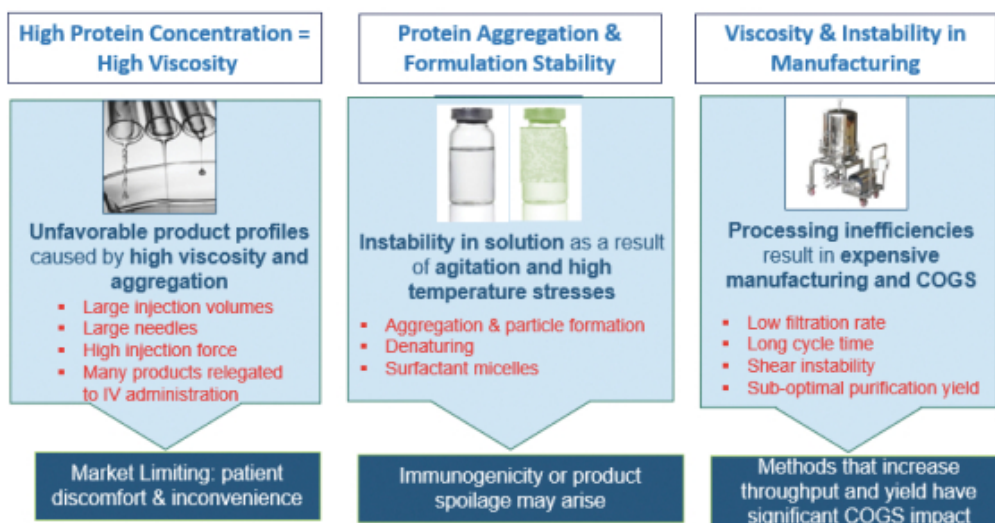 High Protein Concentration =
High Viscosity
Unfavorable product profiles
caused by high viscosity and
aggregation
▪ Large injection volumes
▪ Large needles
▪ High injection force
▪ Many products relegated
to IV administration
Market Limiting: patient
discomfort & inconvenience
Protein Aggregation &
Formulation Stability
Instability in solution as a result
of agitation and high
temperature stresses
▪ Aggregation & particle formation
▪ Denaturing
▪ Surfactant micelles
Immunogenicity or product
spoilage may arise
Viscosity & Instability in
Manufacturing
Processing inefficiencies
result in expensive
manufacturing and COGS
▪ Low filtration rate
▪ Long cycle time
▪ Shear instability
▪ Sub-optimal purification yield
Methods that increase
throughput and yield have
significant COGS impact